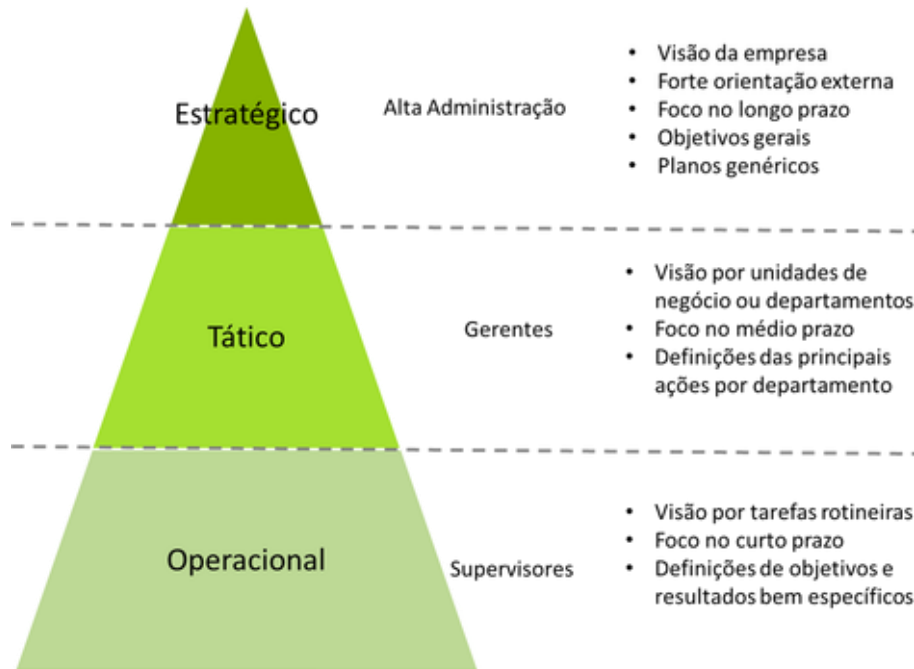 Estratégico
Alta Administração
• Visão da empresa
• Forte orientação externa
• Foco no longo prazo
• Objetivos gerais
• Planos genéricos
Tático
Gerentes
• Visão por unidades de
negócio ou departamentos
• Foco no médio prazo
• Definições das principais
ações por departamento
Operacional
Supervisores
• Visão por tarefas rotineiras
• Foco no curto prazo
• Definições de objetivos e
resultados bem específicos